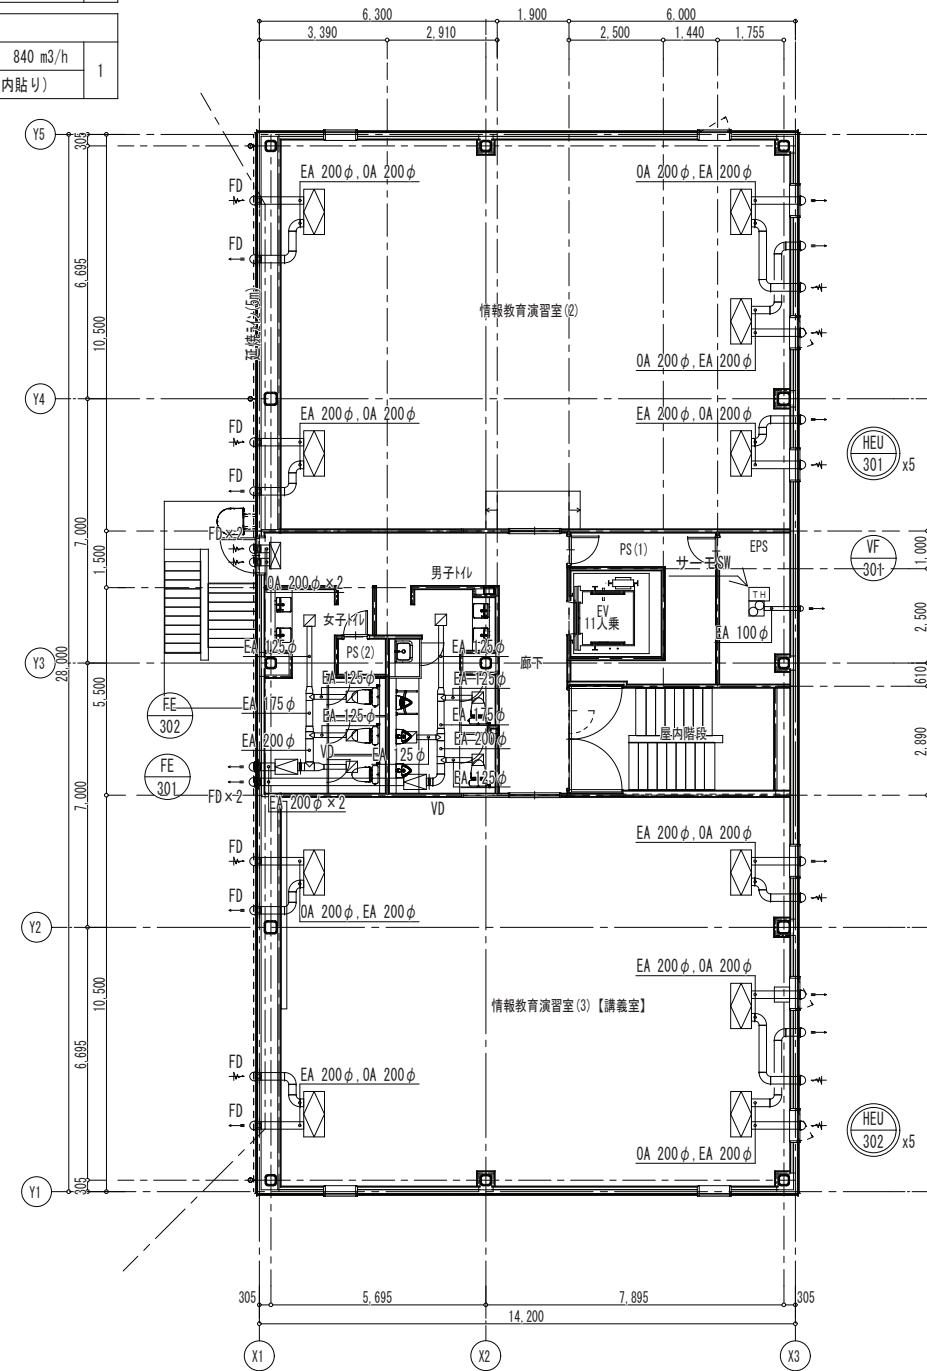 840 m3/h
1
内貼り)
6,300
1,900
6,000
3,390
2,910
2,500
1,440
1,755
Y5
305
EA 200φ,OA 200φ
OA 200φ,EA 200φ
FD
FD
6,695
10,500
延焼ライン(5m)
情報教育演習室(2)
OA 200φ,EA 200φ
Y4
EA 200φ,OA 200φ
EA 200φ,OA 200φ
FD
FD
HEU
301
x5
7,000
1,500
FD×2
PS(1)
EPS
サーモSW
VF
301
1,000
男子トイレ
OA 200φ×2
女子トイレ
TH
EV
11人乗
EA 100φ
2,500
EA 125φ
PS(2)
EA 125φ
廊下
Y3
28,000
5,500
EA 125φ
EA 125φ
610
FE
302
EA 175φ
EA 125φ
EA 175φ
屋内階段
2,890
EA 200φ
VD
EA 125φ
EA 200φ
FE
301
EA 125φ
7,000
FD×2
EA 200φ×2
VD
EA 200φ,OA 200φ
FD
FD
OA 200φ,EA 200φ
Y2
EA 200φ,OA 200φ
10,500
情報教育演習室(3)【講義室】
6,695
FD
EA 200φ,OA 200φ
FD
HEU
302
x5
OA 200φ,EA 200φ
Y1
305
305
5,695
7,895
305
14,200
X1
X2
X3